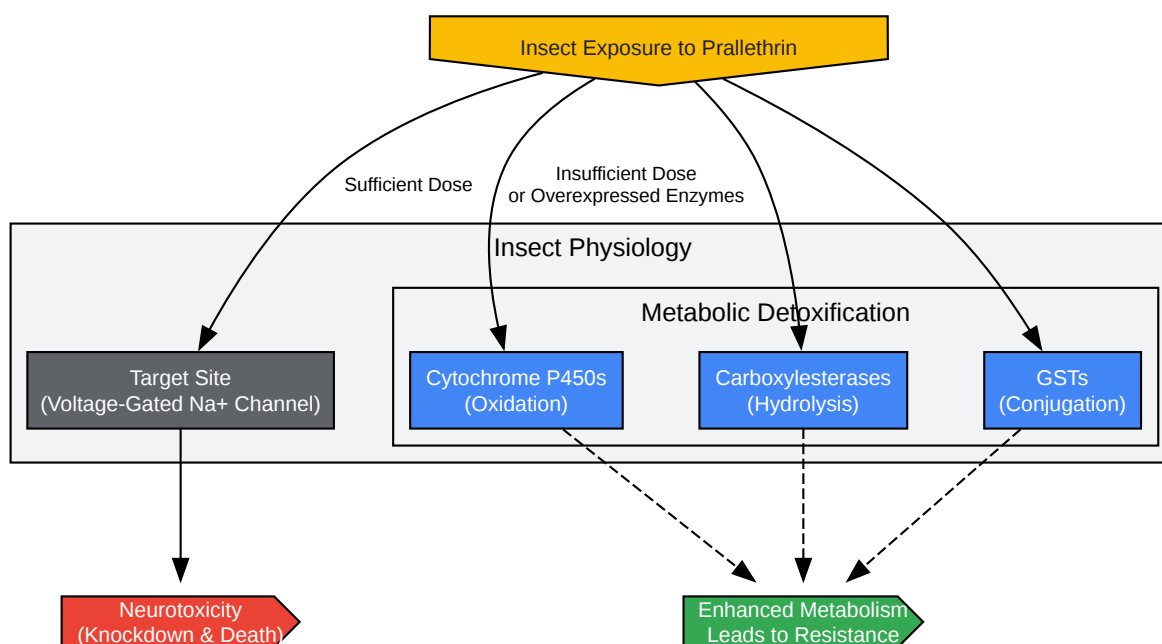 Insect Exposure to Prallethrin
Sufficient Dose
Insufficient Dose
or Overexpressed Enzymes
Insect Physiology
Metabolic Detoxification
Target Site
(Voltage-Gated Na+ Channel)
Cytochrome P450s
(Oxidation)
Carboxylesterases
(Hydrolysis)
GSTs
(Conjugation)
Neurotoxicity
(Knockdown & Death)
Enhanced Metabolism
Leads to Resistance